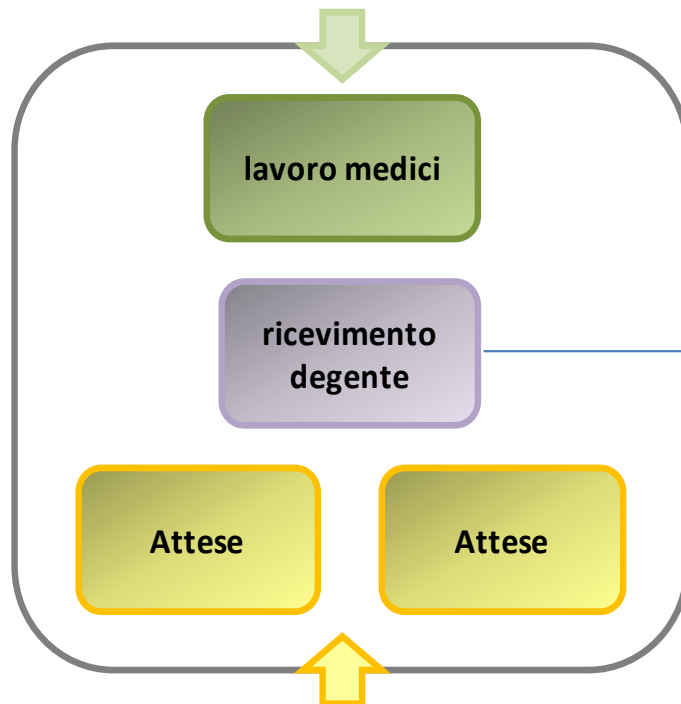 lavoro medici
ricevimento
degente
Attese
Attese